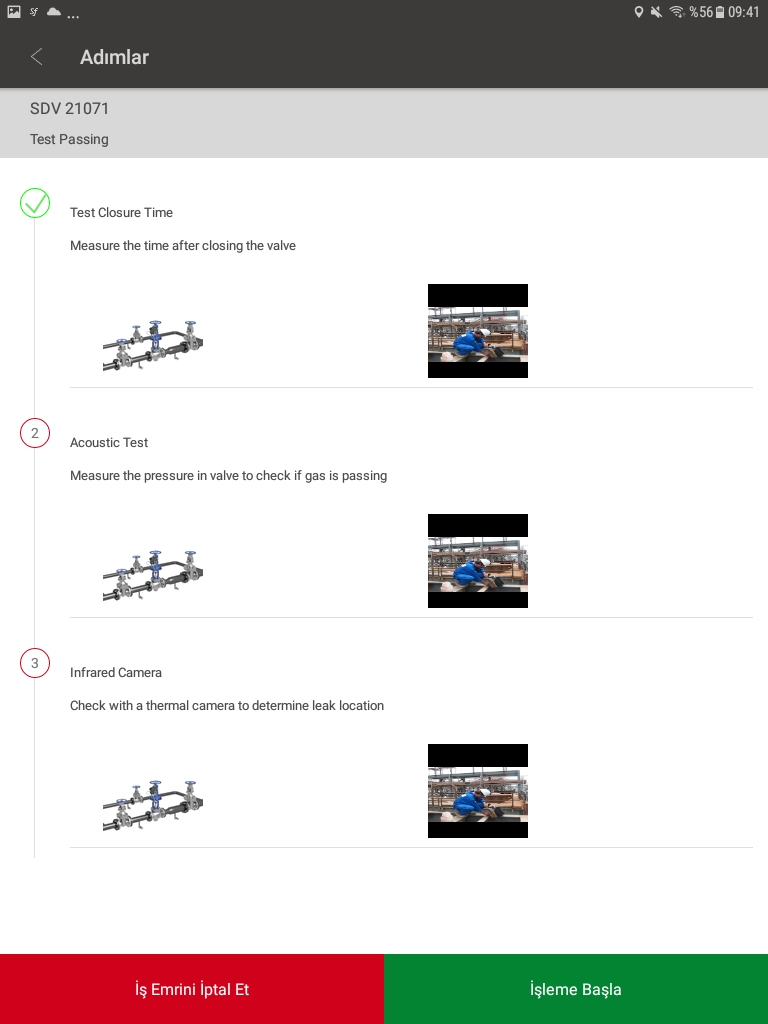 %56 09:41
Adımlar
SDV 21071
Test Passing
Test Closure Time
Measure the time after closing the valve
2
Acoustic Test
Measure the pressure in valve to check if gas is passing
3
Infrared Camera
Check with a thermal camera to determine leak location
İş Emrini İptal Et
İşleme Başla